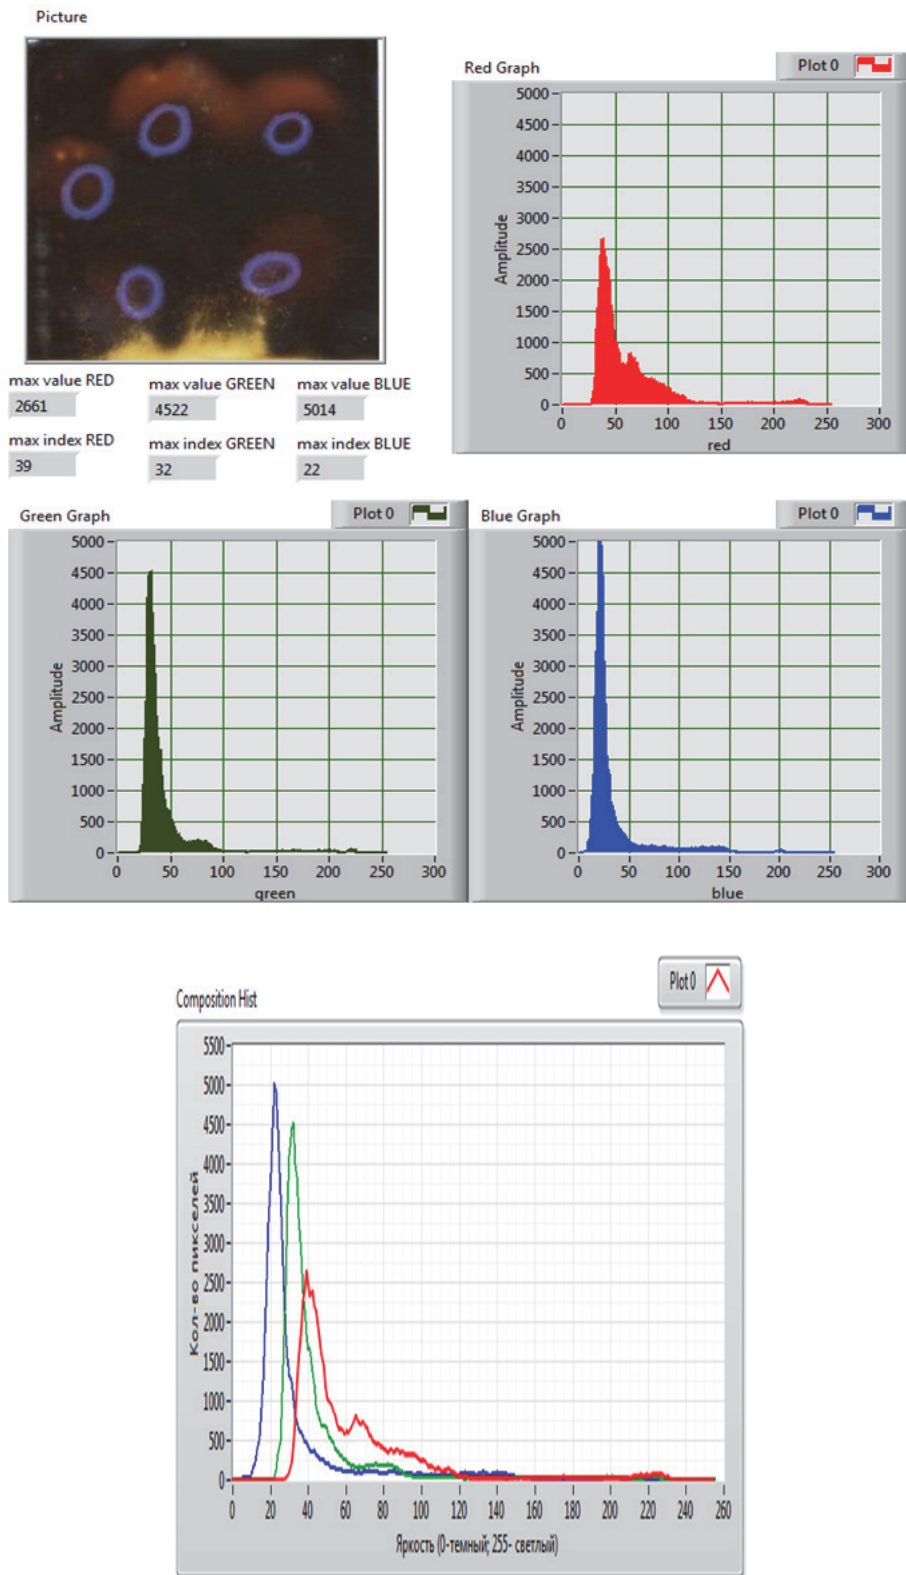 Picture
max value RED
2661
max value GREEN
4522
max value BLUE
5014
max index RED
39
max index GREEN
32
max index BLUE
22
Red Graph
Plot 0
5000
4500
4000
3500
3000
2500
2000
1500
1000
500
0
Amplitude
0 50 100 150 200 250 300
red
Green Graph
Plot 0
5000
4500
4000
3500
3000
2500
2000
1500
1000
500
0
Amplitude
0 50 100 150 200 250 300
green
Blue Graph
Plot 0
5000
4500
4000
3500
3000
2500
2000
1500
1000
500
0
Amplitude
0 50 100 150 200 250 300
blue
Composition Hist
Plot 0
5500
5000
4500
4000
3500
3000
2500
2000
1500
1000
500
0
Кол-во пикселей
0 20 40 60 80 100 120 140 160 180 200 220 240 260
Яркость (0-темный; 255- светлый)